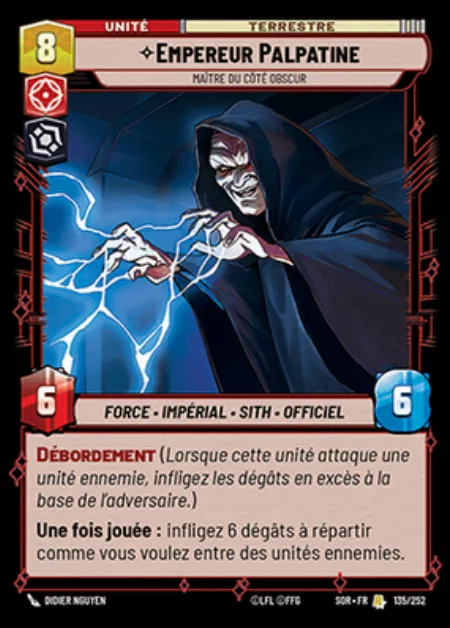 8
UNITÉ
TERRESTRE
EMPEREUR PALPATINE
MAÎTRE DU CÔTÉ OBSCUR
6
6
FORCE • IMPÉRIAL • SITH • OFFICIEL
DÉBORDEMENT (Lorsque cette unité attaque une
unité ennemie, infligez les dégâts en excès à la
base de l'adversaire.)
Une fois jouée : infligez 6 dégâts à répartir
comme vous voulez entre des unités ennemies.
DIDIER NGUYEN
©LFL ©FFG
SOR • FR
135/252